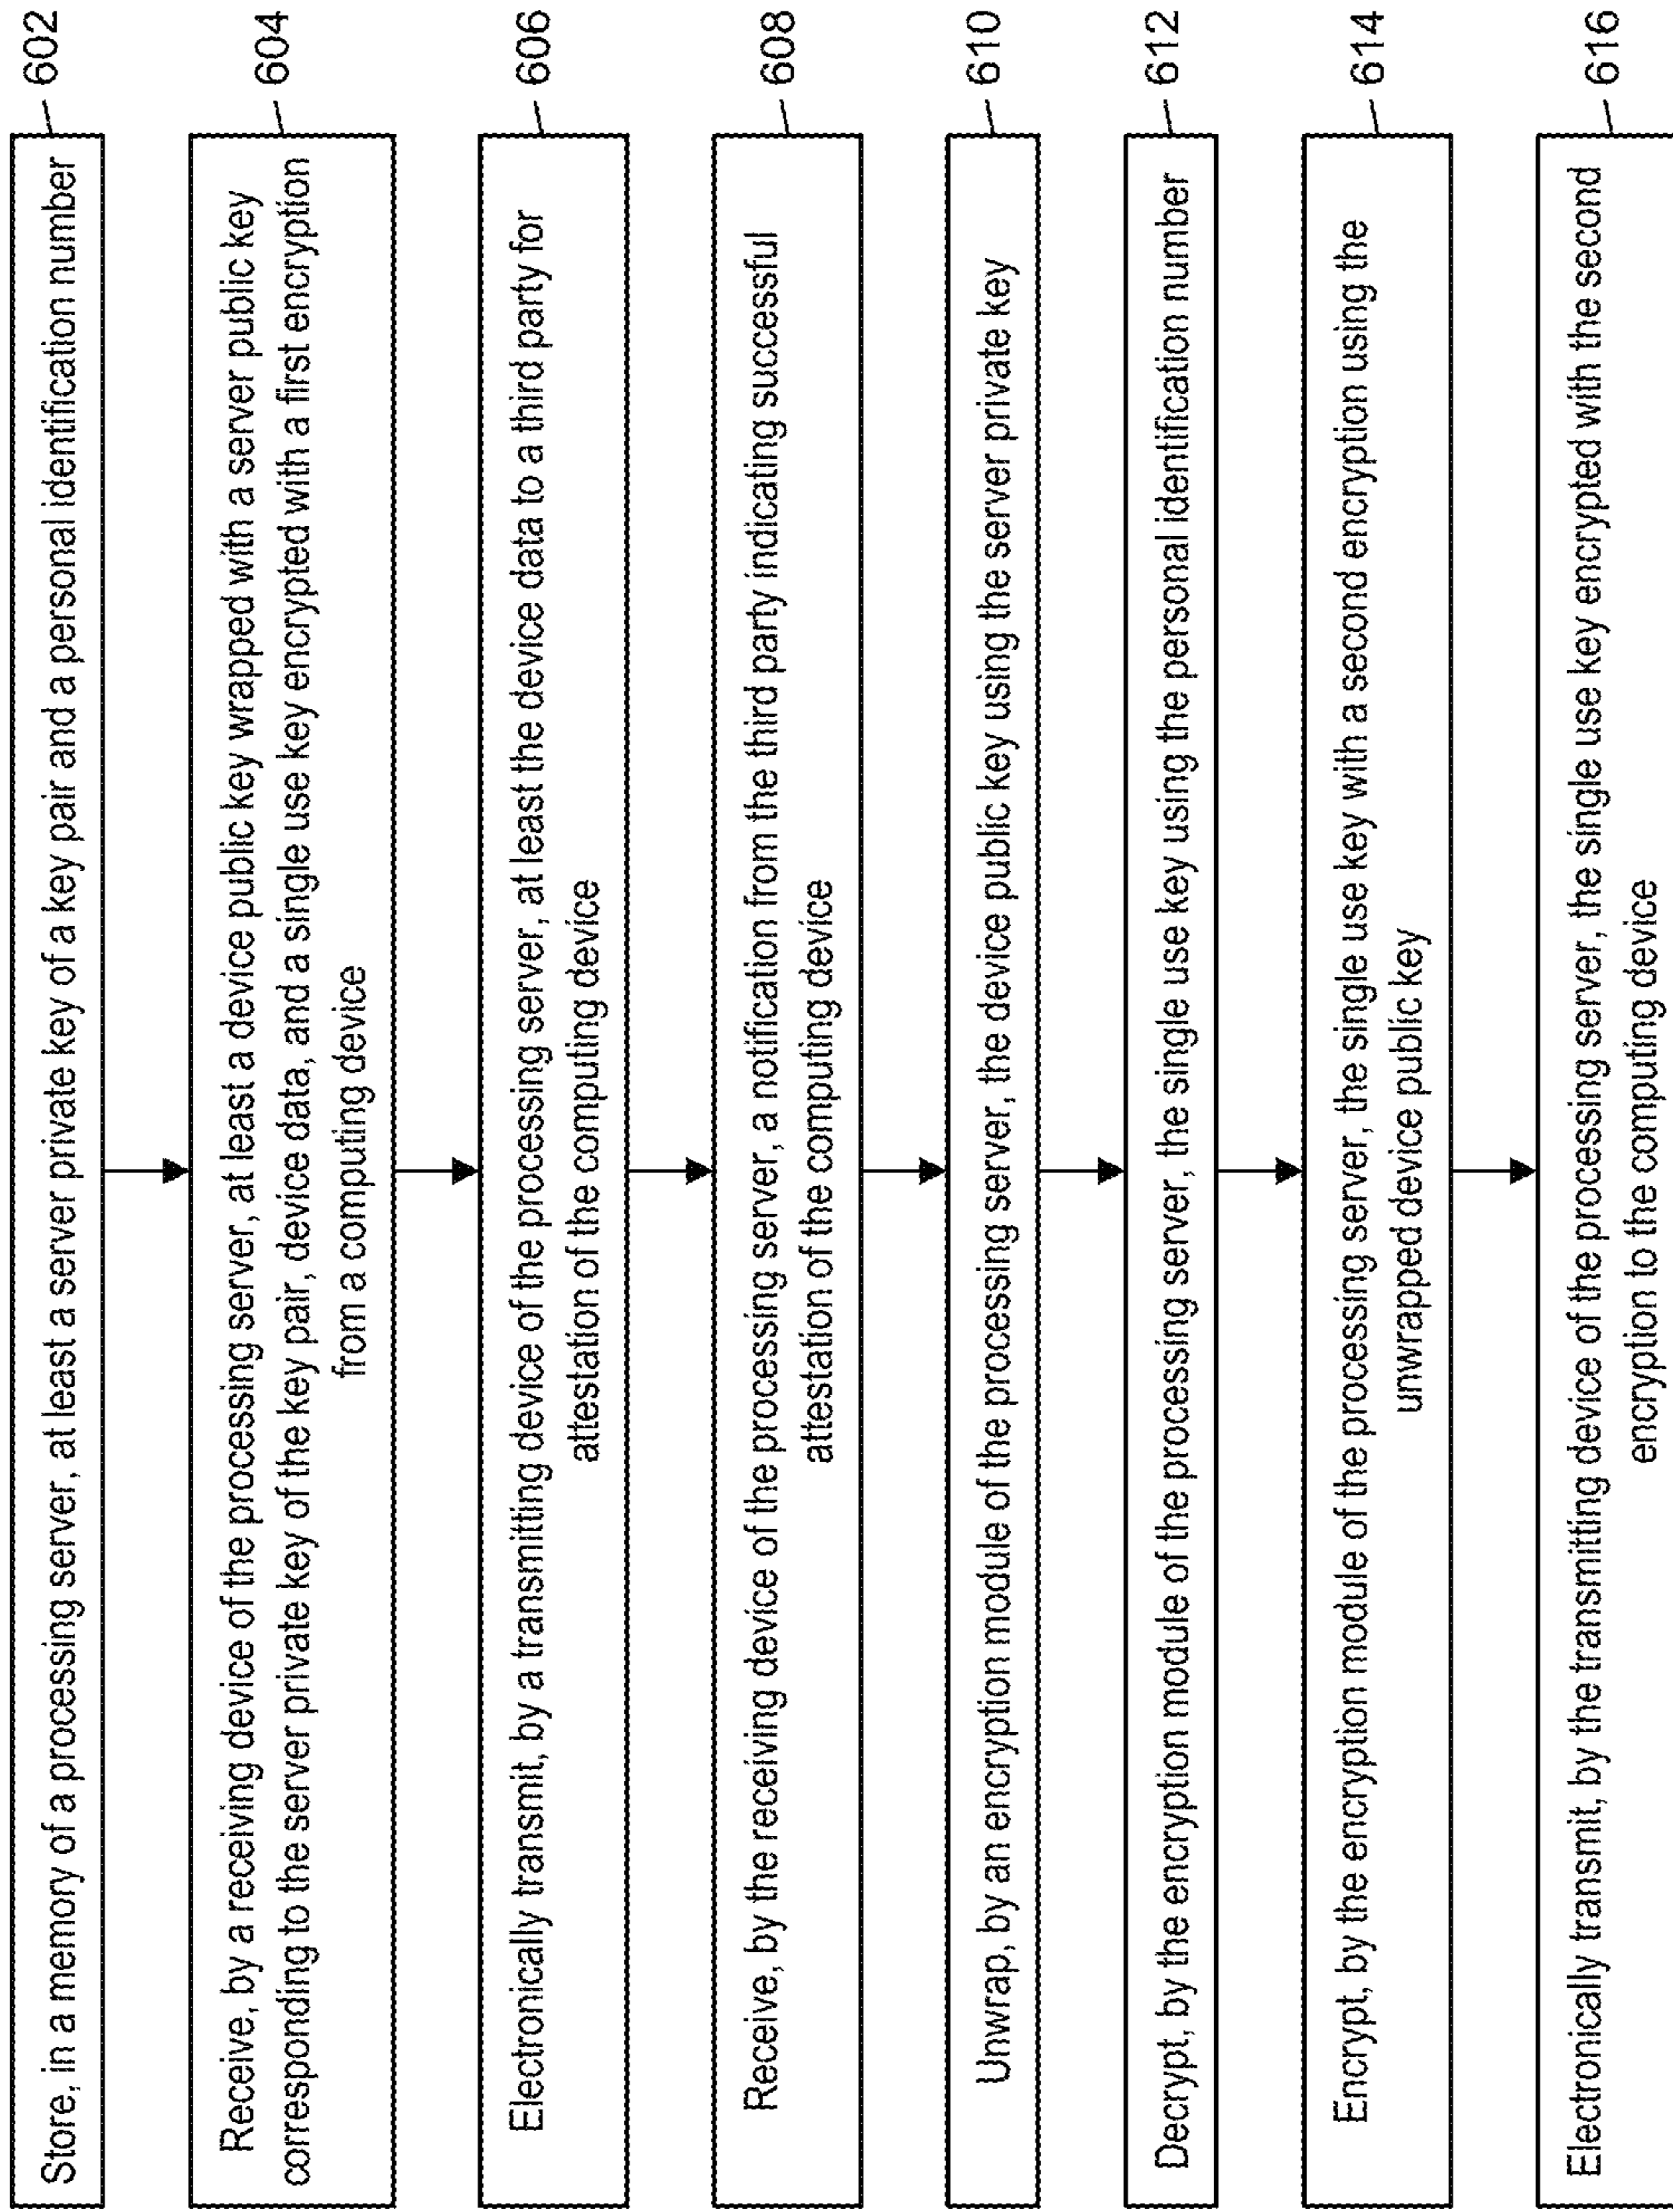 Store, in a memory of a processing server, at least a server private key of a key pair and a personal identification number
602
Receive, by a receiving device of the processing server, at least a device public key wrapped with a server public key
corresponding to the server private key of the key pair, device data, and a single use key encrypted with a first encryption
from a computing device
604
Electronically transmit, by a transmitting device of the processing server, at least the device data to a third party for
attestation of the computing device
606
Receive, by the receiving device of the processing server, a notification from the third party indicating successful
attestation of the computing device
608
Unwrap, by an encryption module of the processing server, the device public key using the server private key
610
Decrypt, by the encryption module of the processing server, the single use key using the personal identification number
612
Encrypt, by the encryption module of the processing server, the single use key with a second encryption using the
unwrapped device public key
614
Electronically transmit, by the transmitting device of the processing server, the single use key encrypted with the second
encryption to the computing device
616